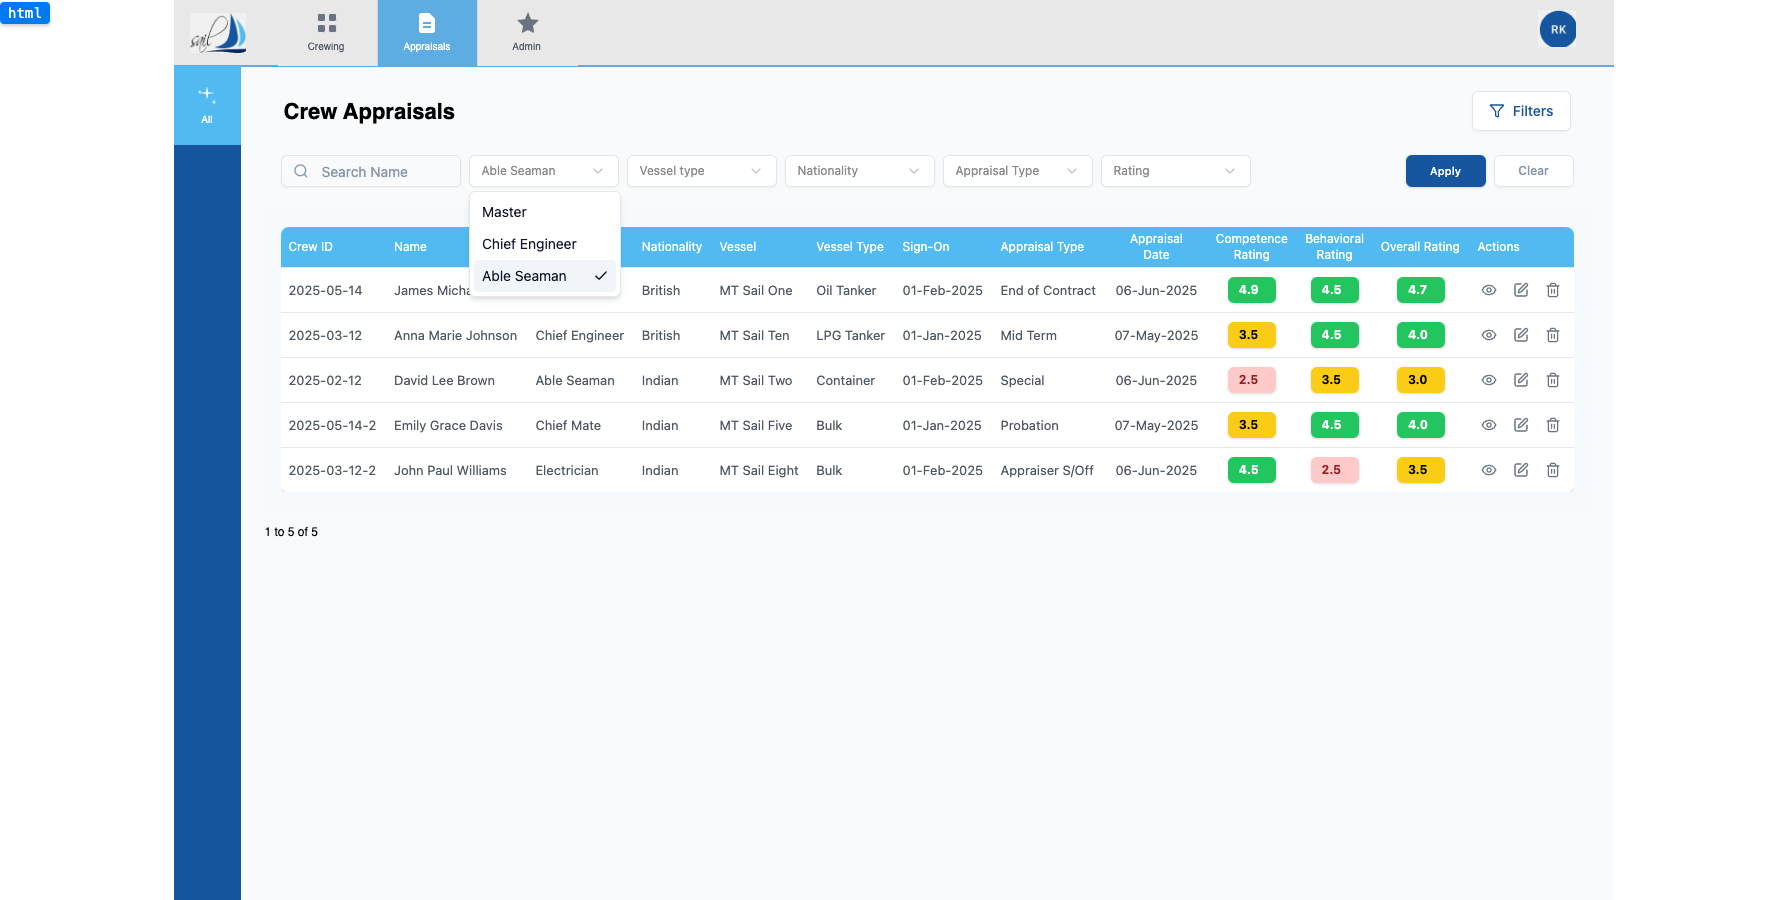 html
sail
Crewing
Appraisals
Admin
RK
All
Crew Appraisals
Filters
Search Name
Able Seaman
Vessel type
Nationality
Appraisal Type
Rating
Apply
Clear
Master
Chief Engineer
Able Seaman
Crew ID Name Nationality Vessel Vessel Type Sign-On Appraisal Type Appraisal Date Competence Rating Behavioral Rating Overall Rating Actions
2025-05-14 James Micha British MT Sail One Oil Tanker 01-Feb-2025 End of Contract 06-Jun-2025 4.9 4.5 4.7
2025-03-12 Anna Marie Johnson Chief Engineer British MT Sail Ten LPG Tanker 01-Jan-2025 Mid Term 07-May-2025 3.5 4.5 4.0
2025-02-12 David Lee Brown Able Seaman Indian MT Sail Two Container 01-Feb-2025 Special 06-Jun-2025 2.5 3.5 3.0
2025-05-14-2 Emily Grace Davis Chief Mate Indian MT Sail Five Bulk 01-Jan-2025 Probation 07-May-2025 3.5 4.5 4.0
2025-03-12-2 John Paul Williams Electrician Indian MT Sail Eight Bulk 01-Feb-2025 Appraiser S/Off 06-Jun-2025 4.5 2.5 3.5
1 to 5 of 5